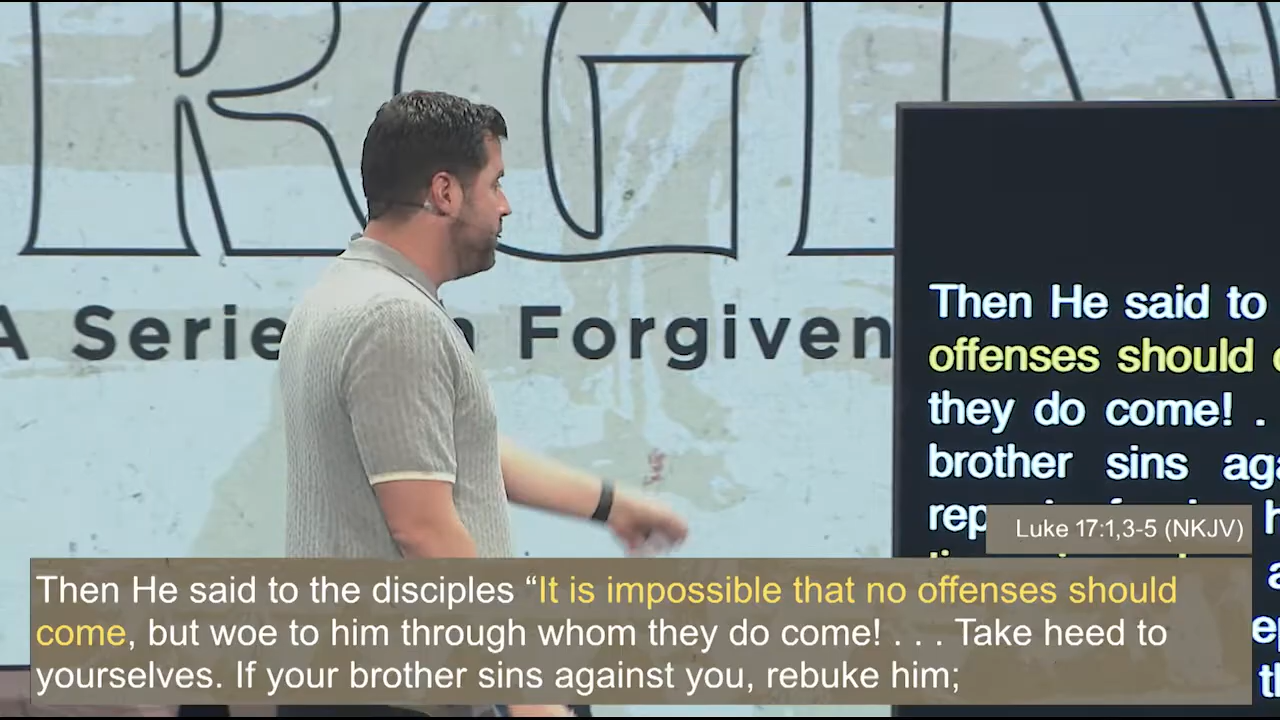 RGIV
A Serie n Forgiven
Then He said to
offenses should
they do come! .
brother sins aga
Luke 17:1,3-5 (NKJV)
Then He said to the disciples “It is impossible that no offenses should
come, but woe to him through whom they do come! . . . Take heed to
yourselves. If your brother sins against you, rebuke him;